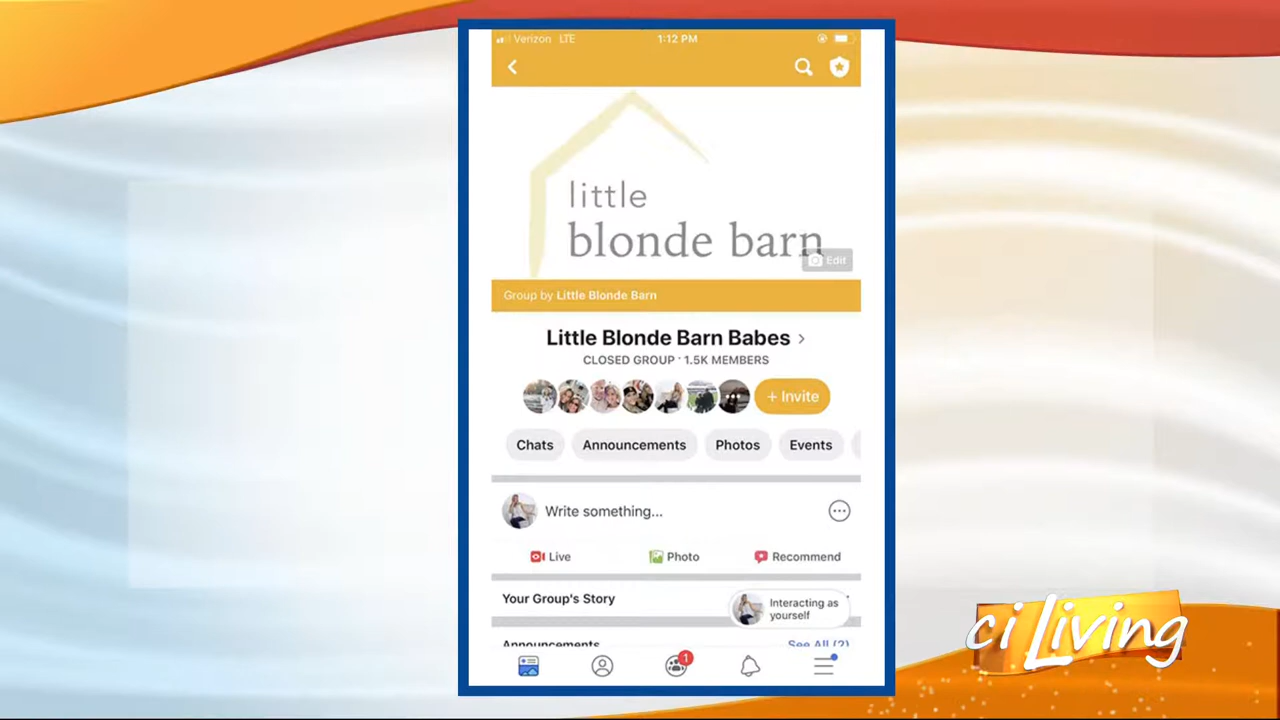 Verizon LTE 1:12 PM
little
blonde barn
Edit
Group by Little Blonde Barn
Little Blonde Barn Babes
CLOSED GROUP · 1.5K MEMBERS
+ Invite
Chats Announcements Photos Events
Write something...
Live Photo Recommend
Your Group's Story
Interacting as
yourself
Announcements See All (2)
1
ci Living